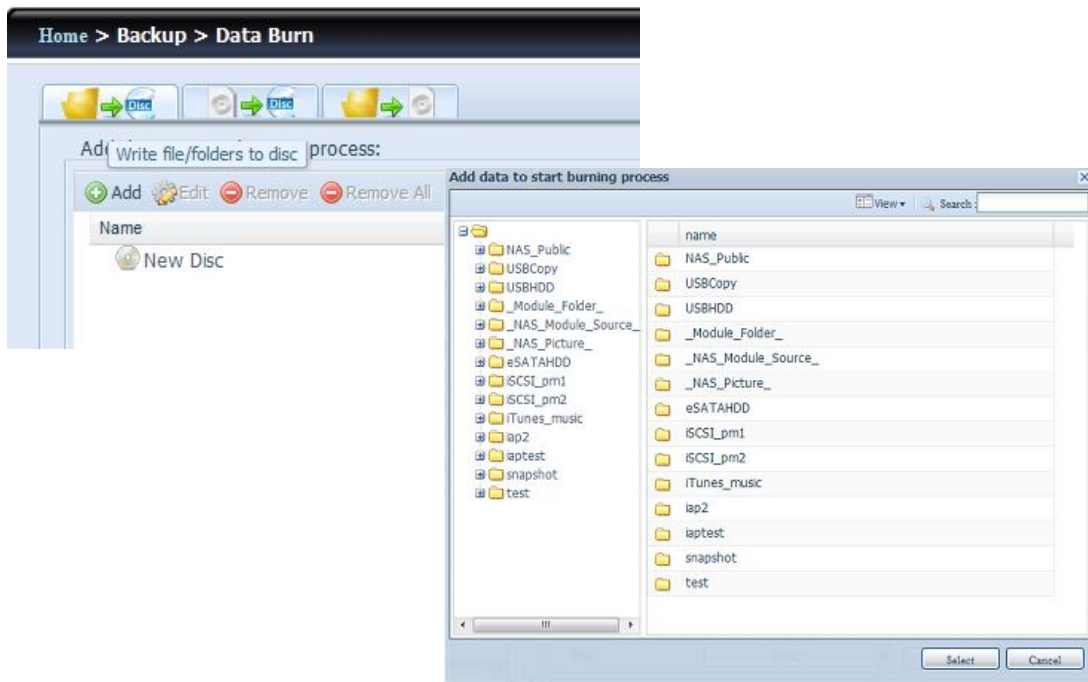 Home > Backup > Data Burn
Disc
Disc
Write file/folders to disc
process:
Add Edit Remove Remove All
Name
New Disc
Add data to start burning process
View Search :
NAS_Public
USBCopy
USBHDD
_Module_Folder_
_NAS_Module_Source_
_NAS_Picture_
eSATAHDD
iSCSI_pm1
iSCSI_pm2
iTunes_music
iap2
iaptest
snapshot
test
name
NAS_Public
USBCopy
USBHDD
_Module_Folder_
_NAS_Module_Source_
_NAS_Picture_
eSATAHDD
iSCSI_pm1
iSCSI_pm2
iTunes_music
iap2
iaptest
snapshot
test
Select Cancel